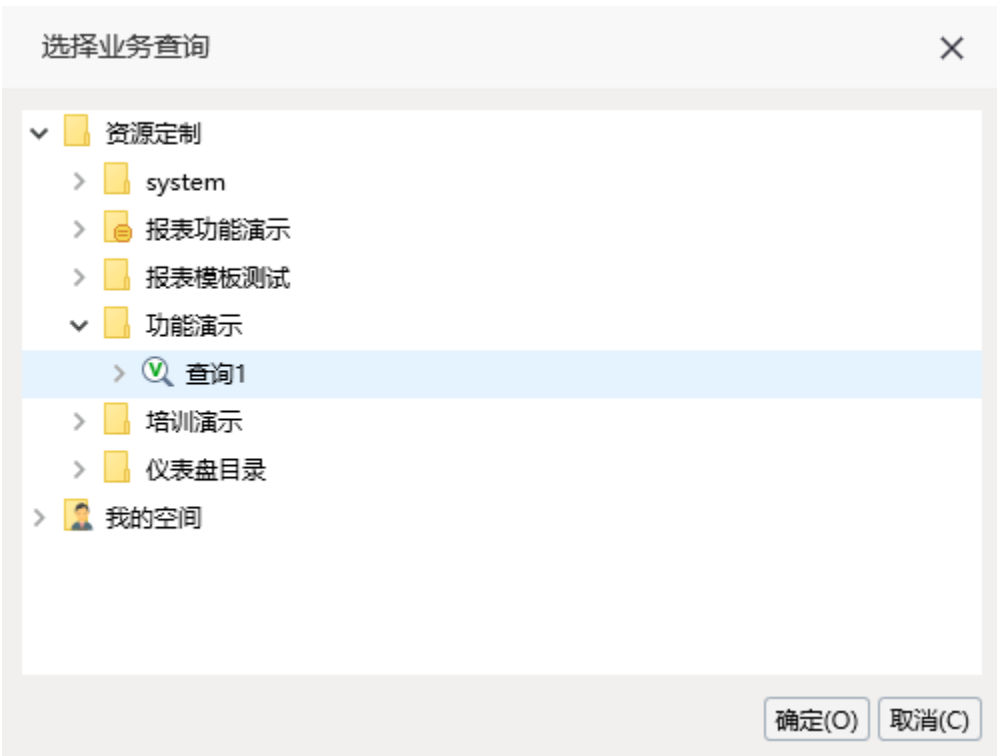 选择业务查询
资源定制
system
报表功能演示
报表模板测试
功能演示
查询1
培训演示
仪表盘目录
我的空间
确定(O) 取消(C)